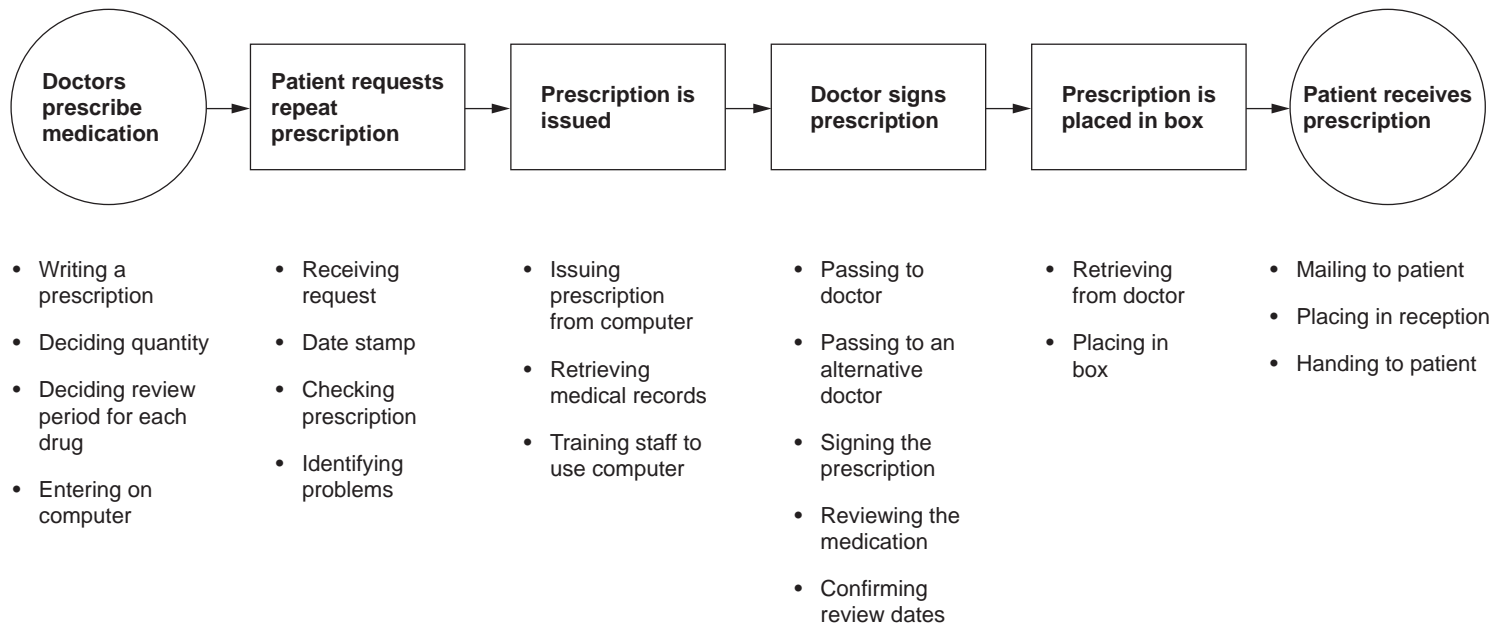 Doctors
prescribe
medication
Patient requests
repeat
prescription
Prescription is
issued
Doctor signs
prescription
Prescription is
placed in box
Patient receives
prescription
• Writing a
prescription
• Deciding quantity
• Deciding review
period for each
drug
• Entering on
computer
• Receiving
request
• Date stamp
• Checking
prescription
• Identifying
problems
• Issuing
prescription
from computer
• Retrieving
medical records
• Training staff to
use computer
• Passing to
doctor
• Passing to an
alternative
doctor
• Signing the
prescription
• Reviewing the
medication
• Confirming
review dates
• Retrieving
from doctor
• Placing in
box
• Mailing to patient
• Placing in reception
• Handing to patient